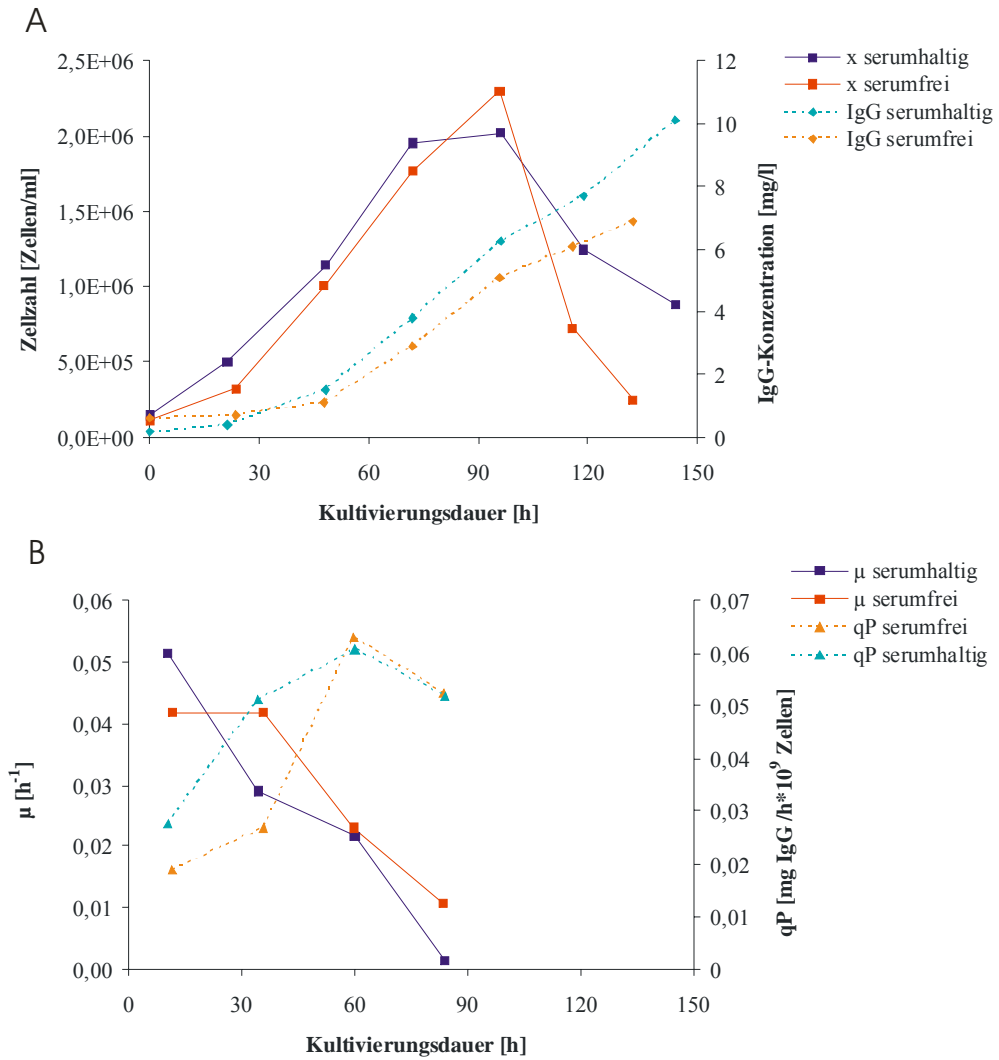 A
x serumhaltig
x serumfrei
IgG serumhaltig
IgG serumfrei
Zellzahl [Zellen/ml]
2,5E+06
2,0E+06
1,5E+06
1,0E+06
5,0E+05
0,0E+00
IgG-Konzentration [mg/l]
12
10
8
6
4
2
0
0 30 60 90 120 150
Kultivierungsdauer [h]
B
µ serumhaltig
µ serumfrei
qP serumfrei
qP serumhaltig
µ [h⁻¹]
0,06
0,05
0,04
0,03
0,02
0,01
0,00
qP [mg IgG /h*10⁹ Zellen]
0,07
0,06
0,05
0,04
0,03
0,02
0,01
0
0 30 60 90 120 150
Kultivierungsdauer [h]